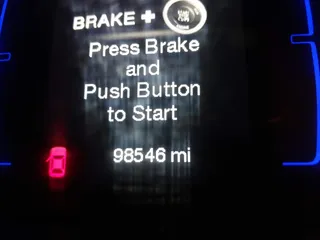 BRAKE +
Press Brake
and
Push Button
to Start
98546 mi